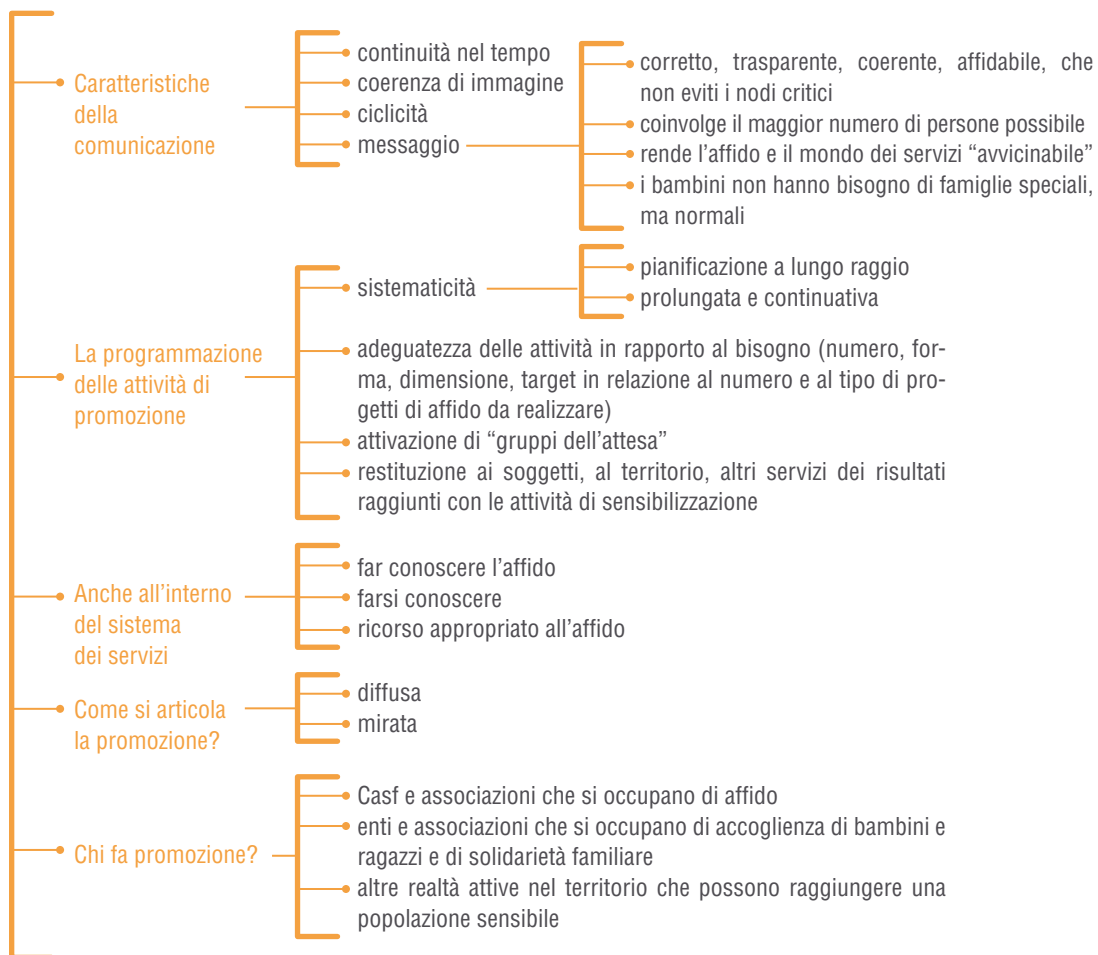 Caratteristiche
della
comunicazione
continuità nel tempo
coerenza di immagine
ciclicità
messaggio
corretto, trasparente, coerente, affidabile, che
non eviti i nodi critici
coinvolge il maggior numero di persone possibile
rende l’affido e il mondo dei servizi “avvicinabile”
i bambini non hanno bisogno di famiglie speciali,
ma normali
La programmazione
delle attività di
promozione
sistematicità
pianificazione a lungo raggio
prolungata e continuativa
adeguatezza delle attività in rapporto al bisogno (numero, for-
ma, dimensione, target in relazione al numero e al tipo di pro-
getti di affido da realizzare)
attivazione di “gruppi dell’attesa”
restituzione ai soggetti, al territorio, altri servizi dei risultati
raggiunti con le attività di sensibilizzazione
Anche all’interno
del sistema
dei servizi
far conoscere l’affido
farsi conoscere
ricorso appropriato all’affido
Come si articola
la promozione?
diffusa
mirata
Chi fa promozione?
Casf e associazioni che si occupano di affido
enti e associazioni che si occupano di accoglienza di bambini e
ragazzi e di solidarietà familiare
altre realtà attive nel territorio che possono raggiungere una
popolazione sensibile